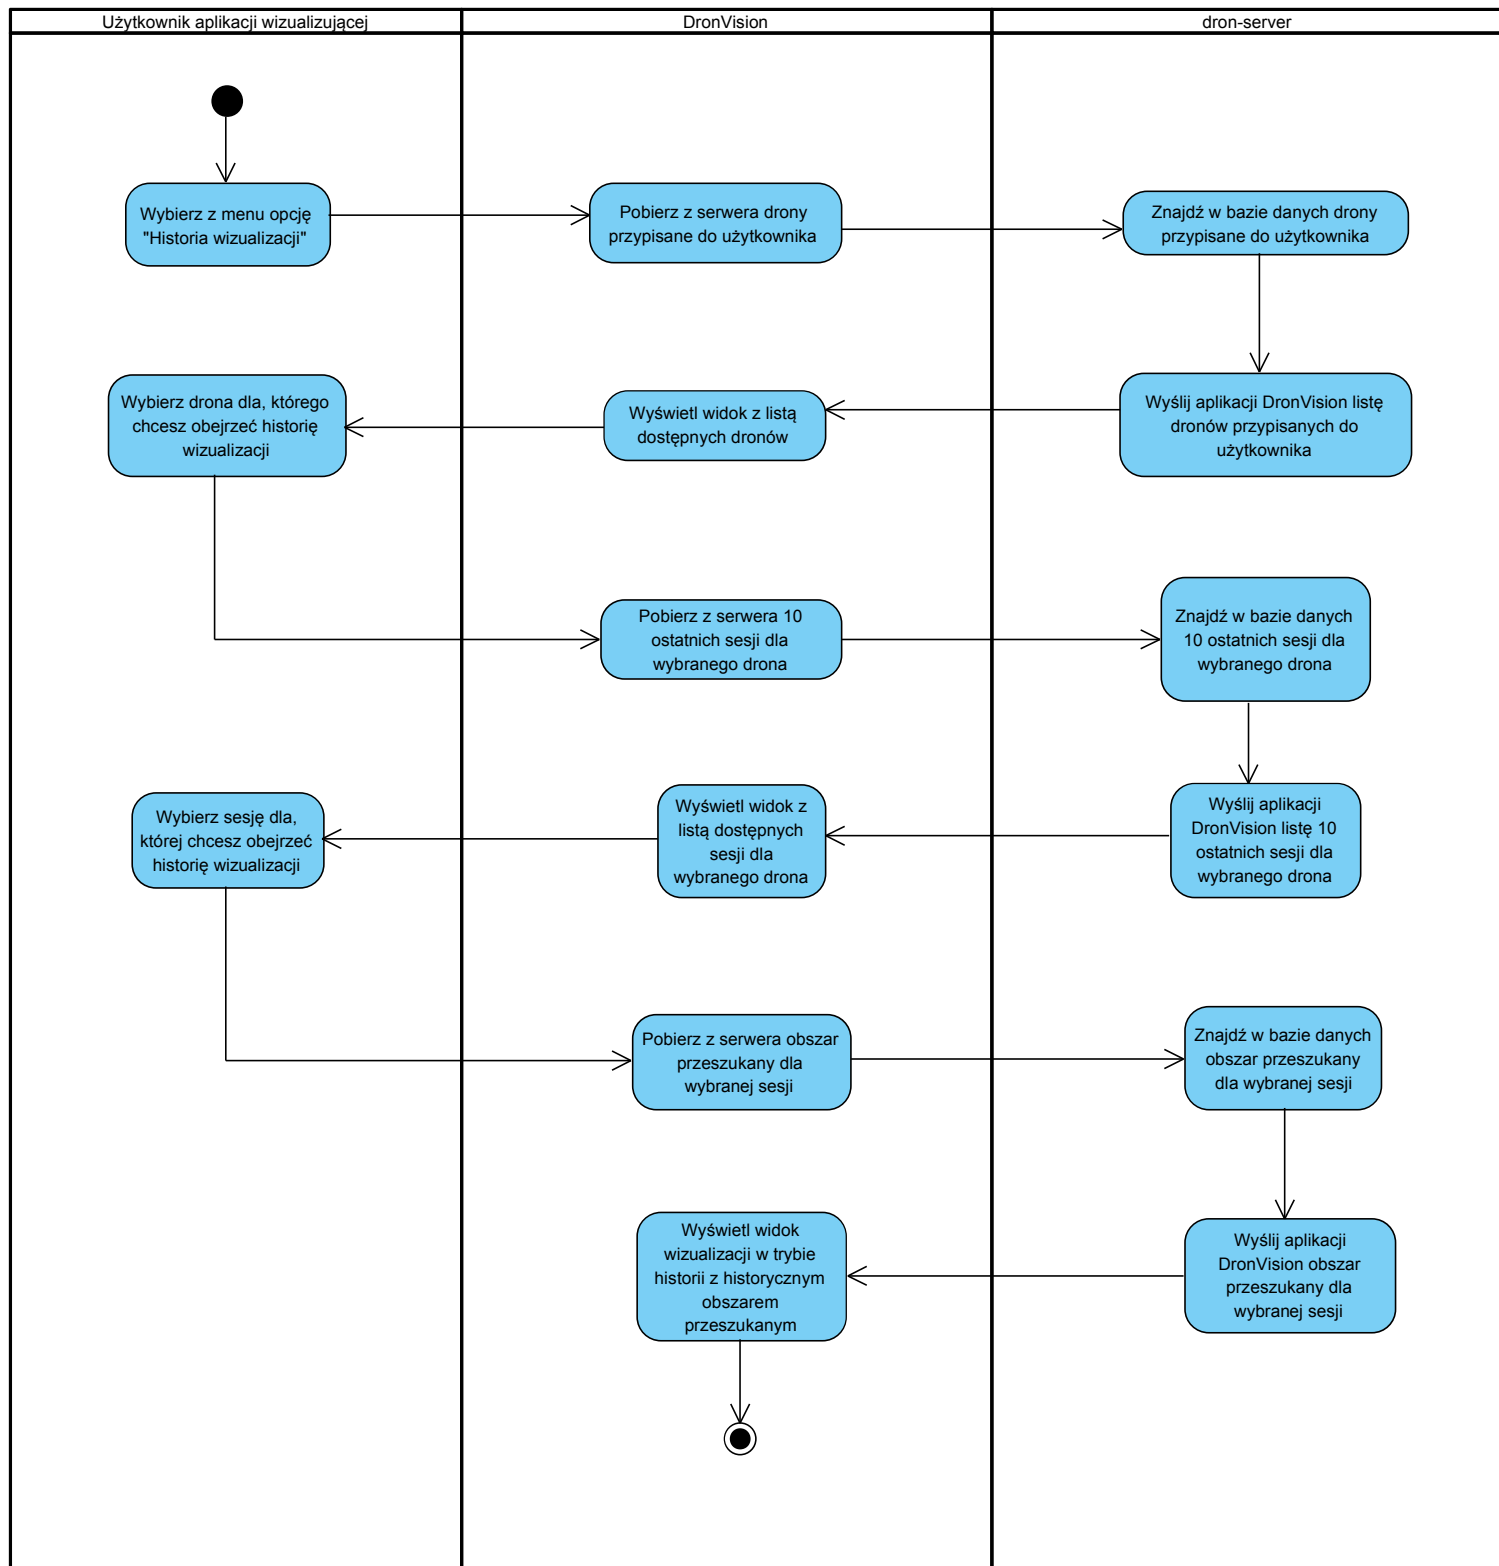 Użytkownik aplikacji wizualizującej
DronVision
dron-server
Wybierz z menu opcję
"Historia wizualizacji"
Pobierz z serwera drony
przypisane do użytkownika
Znajdź w bazie danych drony
przypisane do użytkownika
Wybierz drona dla, którego
chcesz obejrzeć historię
wizualizacji
Wyświetl widok z listą
dostępnych dronów
Wyślij aplikacji DronVision listę
dronów przypisanych do
użytkownika
Pobierz z serwera 10
ostatnich sesji dla
wybranego drona
Znajdź w bazie danych
10 ostatnich sesji dla
wybranego drona
Wybierz sesję dla,
której chcesz obejrzeć
historię wizualizacji
Wyświetl widok z
listą dostępnych
sesji dla
wybranego drona
Wyślij aplikacji
DronVision listę 10
ostatnich sesji dla
wybranego drona
Pobierz z serwera obszar
przeszukany dla
wybranej sesji
Znajdź w bazie danych
obszar przeszukany
dla wybranej sesji
Wyświetl widok
wizualizacji w trybie
historii z historycznym
obszarem
przeszukanym
Wyślij aplikacji
DronVision obszar
przeszukany dla
wybranej sesji